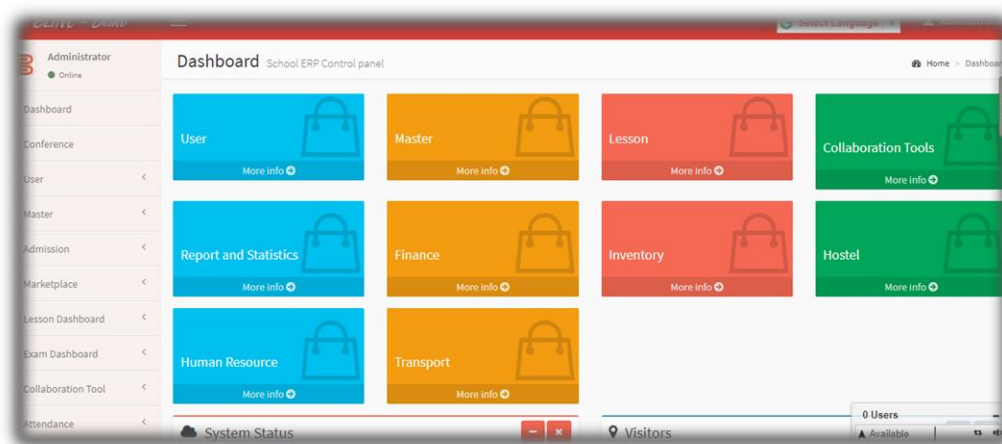 Select Language
Administrator
Online
Dashboard School ERP Control panel
Home > Dashboard
Dashboard
Conference
User
Master
Admission
Marketplace
Lesson Dashboard
Exam Dashboard
Collaboration Tool
Attendance
User
More info
Master
More info
Lesson
More info
Collaboration Tools
More info
Report and Statistics
More info
Finance
More info
Inventory
More info
Hostel
More info
Human Resource
More info
Transport
More info
System Status
Visitors
0 Users
Available